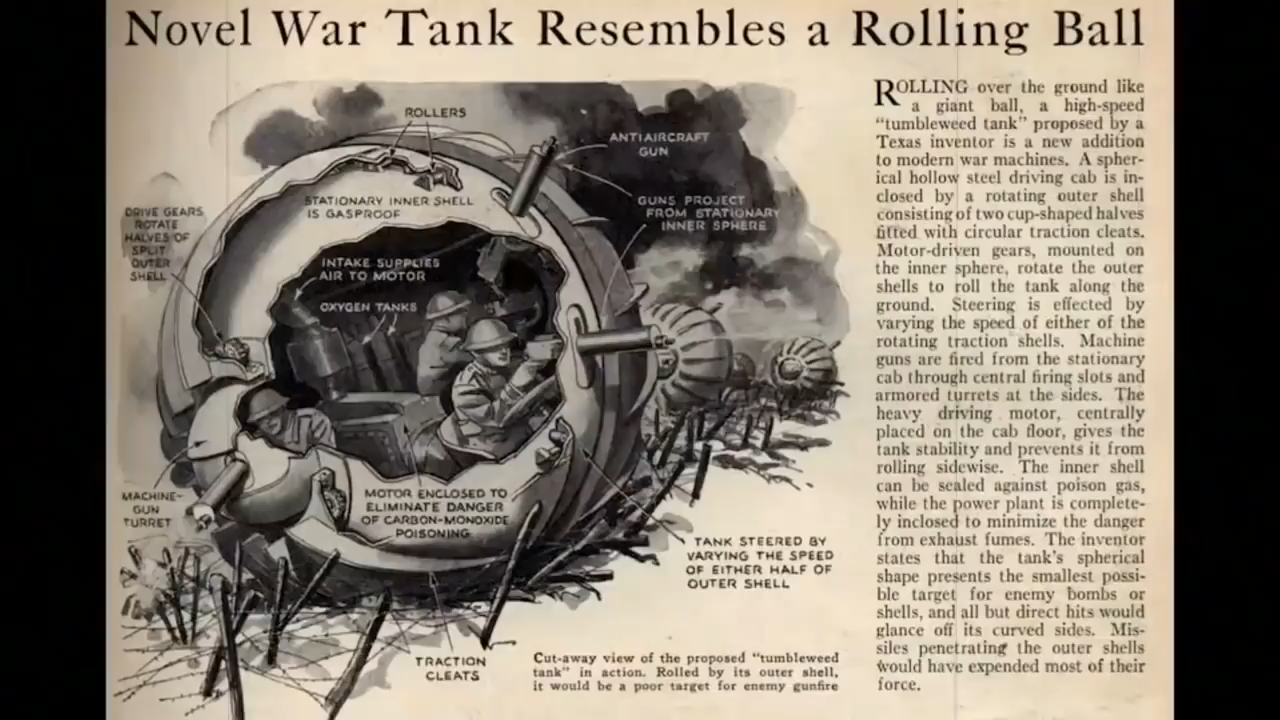 Novel War Tank Resembles a Rolling Ball
ROLLERS
ANTIAIRCRAFT
GUN
STATIONARY INNER SHELL
IS GASPROOF
GUNS PROJECT
FROM STATIONARY
INNER SPHERE
DRIVE GEARS
ROTATE
HALVES OF
SPLIT
OUTER
SHELL
INTAKE SUPPLIES
AIR TO MOTOR
OXYGEN TANKS
MACHINE-
GUN
TURRET
MOTOR ENCLOSED TO
ELIMINATE DANGER
OF CARBON-MONOXIDE
POISONING
TANK STEERED BY
VARYING THE SPEED
OF EITHER HALF OF
OUTER SHELL
TRACTION
CLEATS
Cut-away view of the proposed "tumbleweed
tank" in action. Rolled by its outer shell,
it would be a poor target for enemy gunfire
ROLLING over the ground like
a giant ball, a high-speed
"tumbleweed tank" proposed by a
Texas inventor is a new addition
to modern war machines. A spher-
ical hollow steel driving cab is in-
closed by a rotating outer shell
consisting of two cup-shaped halves
fitted with circular traction cleats.
Motor-driven gears, mounted on
the inner sphere, rotate the outer
shells to roll the tank along the
ground. Steering is effected by
varying the speed of either of the
rotating traction shells. Machine
guns are fired from the stationary
cab through central firing slots and
armored turrets at the sides. The
heavy driving motor, centrally
placed on the cab floor, gives the
tank stability and prevents it from
rolling sidewise. The inner shell
can be sealed against poison gas,
while the power plant is complete-
ly inclosed to minimize the danger
from exhaust fumes. The inventor
states that the tank's spherical
shape presents the smallest possi-
ble target for enemy bombs or
shells, and all but direct hits would
glance off its curved sides. Mis-
siles penetrating the outer shells
would have expended most of their
force.